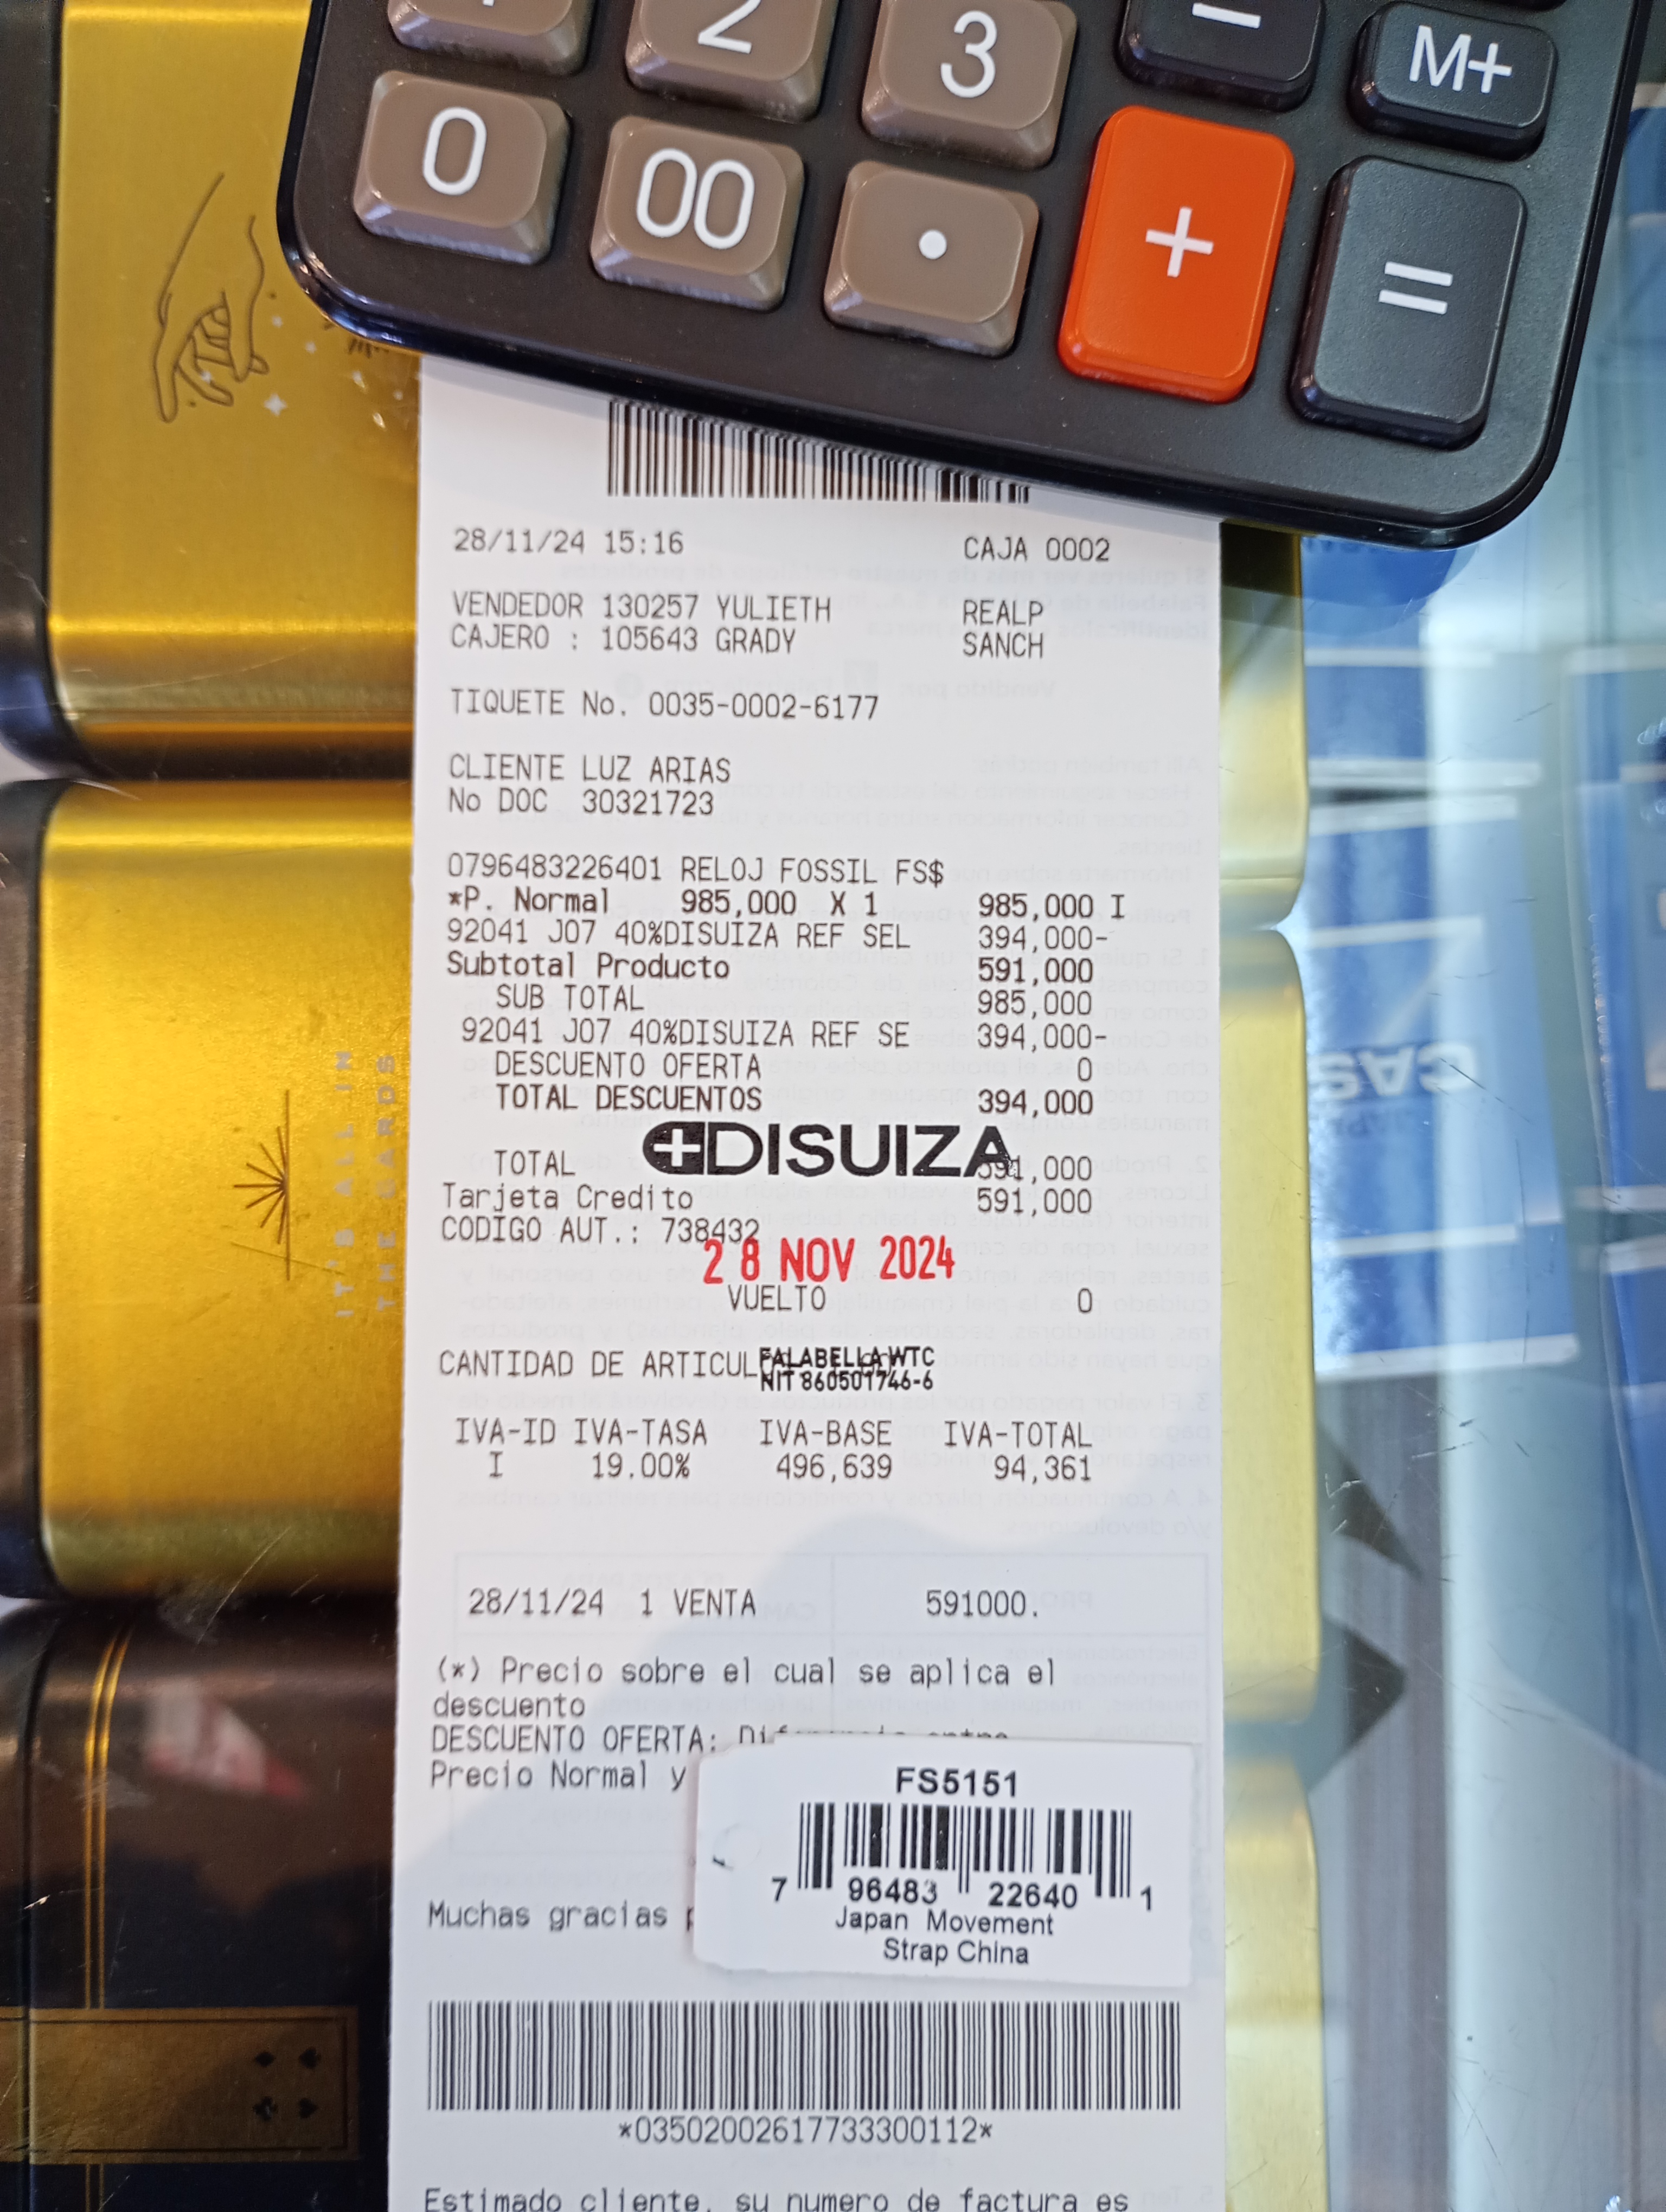 2
3
M+
0
00
.
+
=
28/11/24 15:16 CAJA 0002
VENDEDOR 130257 YULIETH REALP
CAJERO : 105643 GRADY SANCH
TIQUETE No. 0035-0002-6177
CLIENTE LUZ ARIAS
No DOC 30321723
0796483226401 RELOJ FOSSIL FS$
*P. Normal 985,000 X 1 985,000 I
92041 J07 40%DISUIZA REF SEL 394,000-
Subtotal Producto 591,000
SUB TOTAL 985,000
92041 J07 40%DISUIZA REF SE 394,000-
DESCUENTO OFERTA 0
TOTAL DESCUENTOS 394,000
DISUIZA
TOTAL 591,000
Tarjeta Credito 591,000
CODIGO AUT.: 738432
28 NOV 2024
VUELTO 0
CANTIDAD DE ARTICUL
FALABELLA WTC
NIT 860501746-6
IVA-ID IVA-TASA IVA-BASE IVA-TOTAL
I 19.00% 496,639 94,361
28/11/24 1 VENTA 591000.
(*) Precio sobre el cual se aplica el
descuento
DESCUENTO OFERTA:
Precio Normal y
FS5151
7 96483 22640 1
Japan Movement
Strap China
Muchas gracias
*03502002617733300112*
Estimado cliente, su numero de factura es
IT'S ALL IN
THE CARDS
CAS